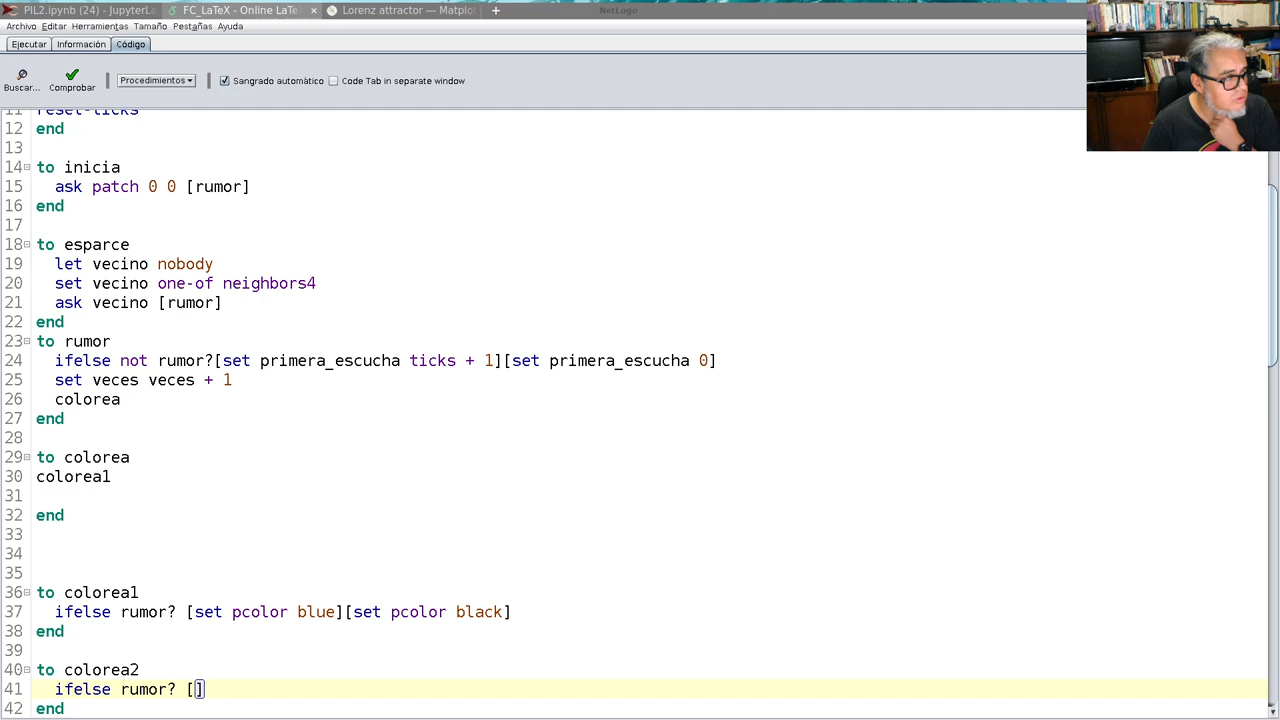 PIL2.ipynb (24) - JupyterLa
FC_LaTeX - Online LaTe
Lorenz attractor — Matplot
NetLogo
Archivo Editar Herramientas Tamaño Pestañas Ayuda
Ejecutar Información Código
Buscar... Comprobar Procedimientos Sangrado automático Code Tab in separate window
11 reset-ticks
12 end
13
14 to inicia
15 ask patch 0 0 [rumor]
16 end
17
18 to esparce
19 let vecino nobody
20 set vecino one-of neighbors4
21 ask vecino [rumor]
22 end
23 to rumor
24 ifelse not rumor?[set primera_escucha ticks + 1][set primera_escucha 0]
25 set veces veces + 1
26 colorea
27 end
28
29 to colorea
30 colorea1
31
32 end
33
34
35
36 to colorea1
37 ifelse rumor? [set pcolor blue][set pcolor black]
38 end
39
40 to colorea2
41 ifelse rumor? []
42 end